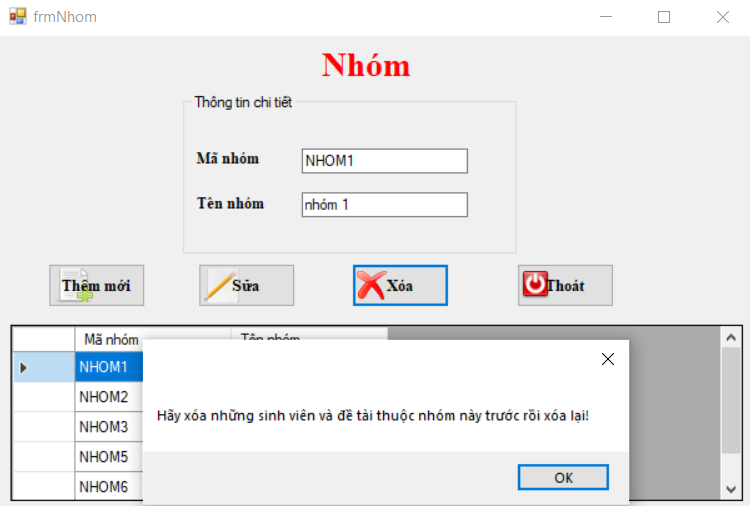 frmNhom
Nhóm
Thông tin chi tiết
Mã nhóm NHOM1
Tên nhóm nhóm 1
Thêm mới Sửa Xóa Thoát
Mã nhóm Tên nhóm
NHOM1
NHOM2
NHOM3
NHOM5
NHOM6
Hãy xóa những sinh viên và đề tài thuộc nhóm này trước rồi xóa lại!
OK